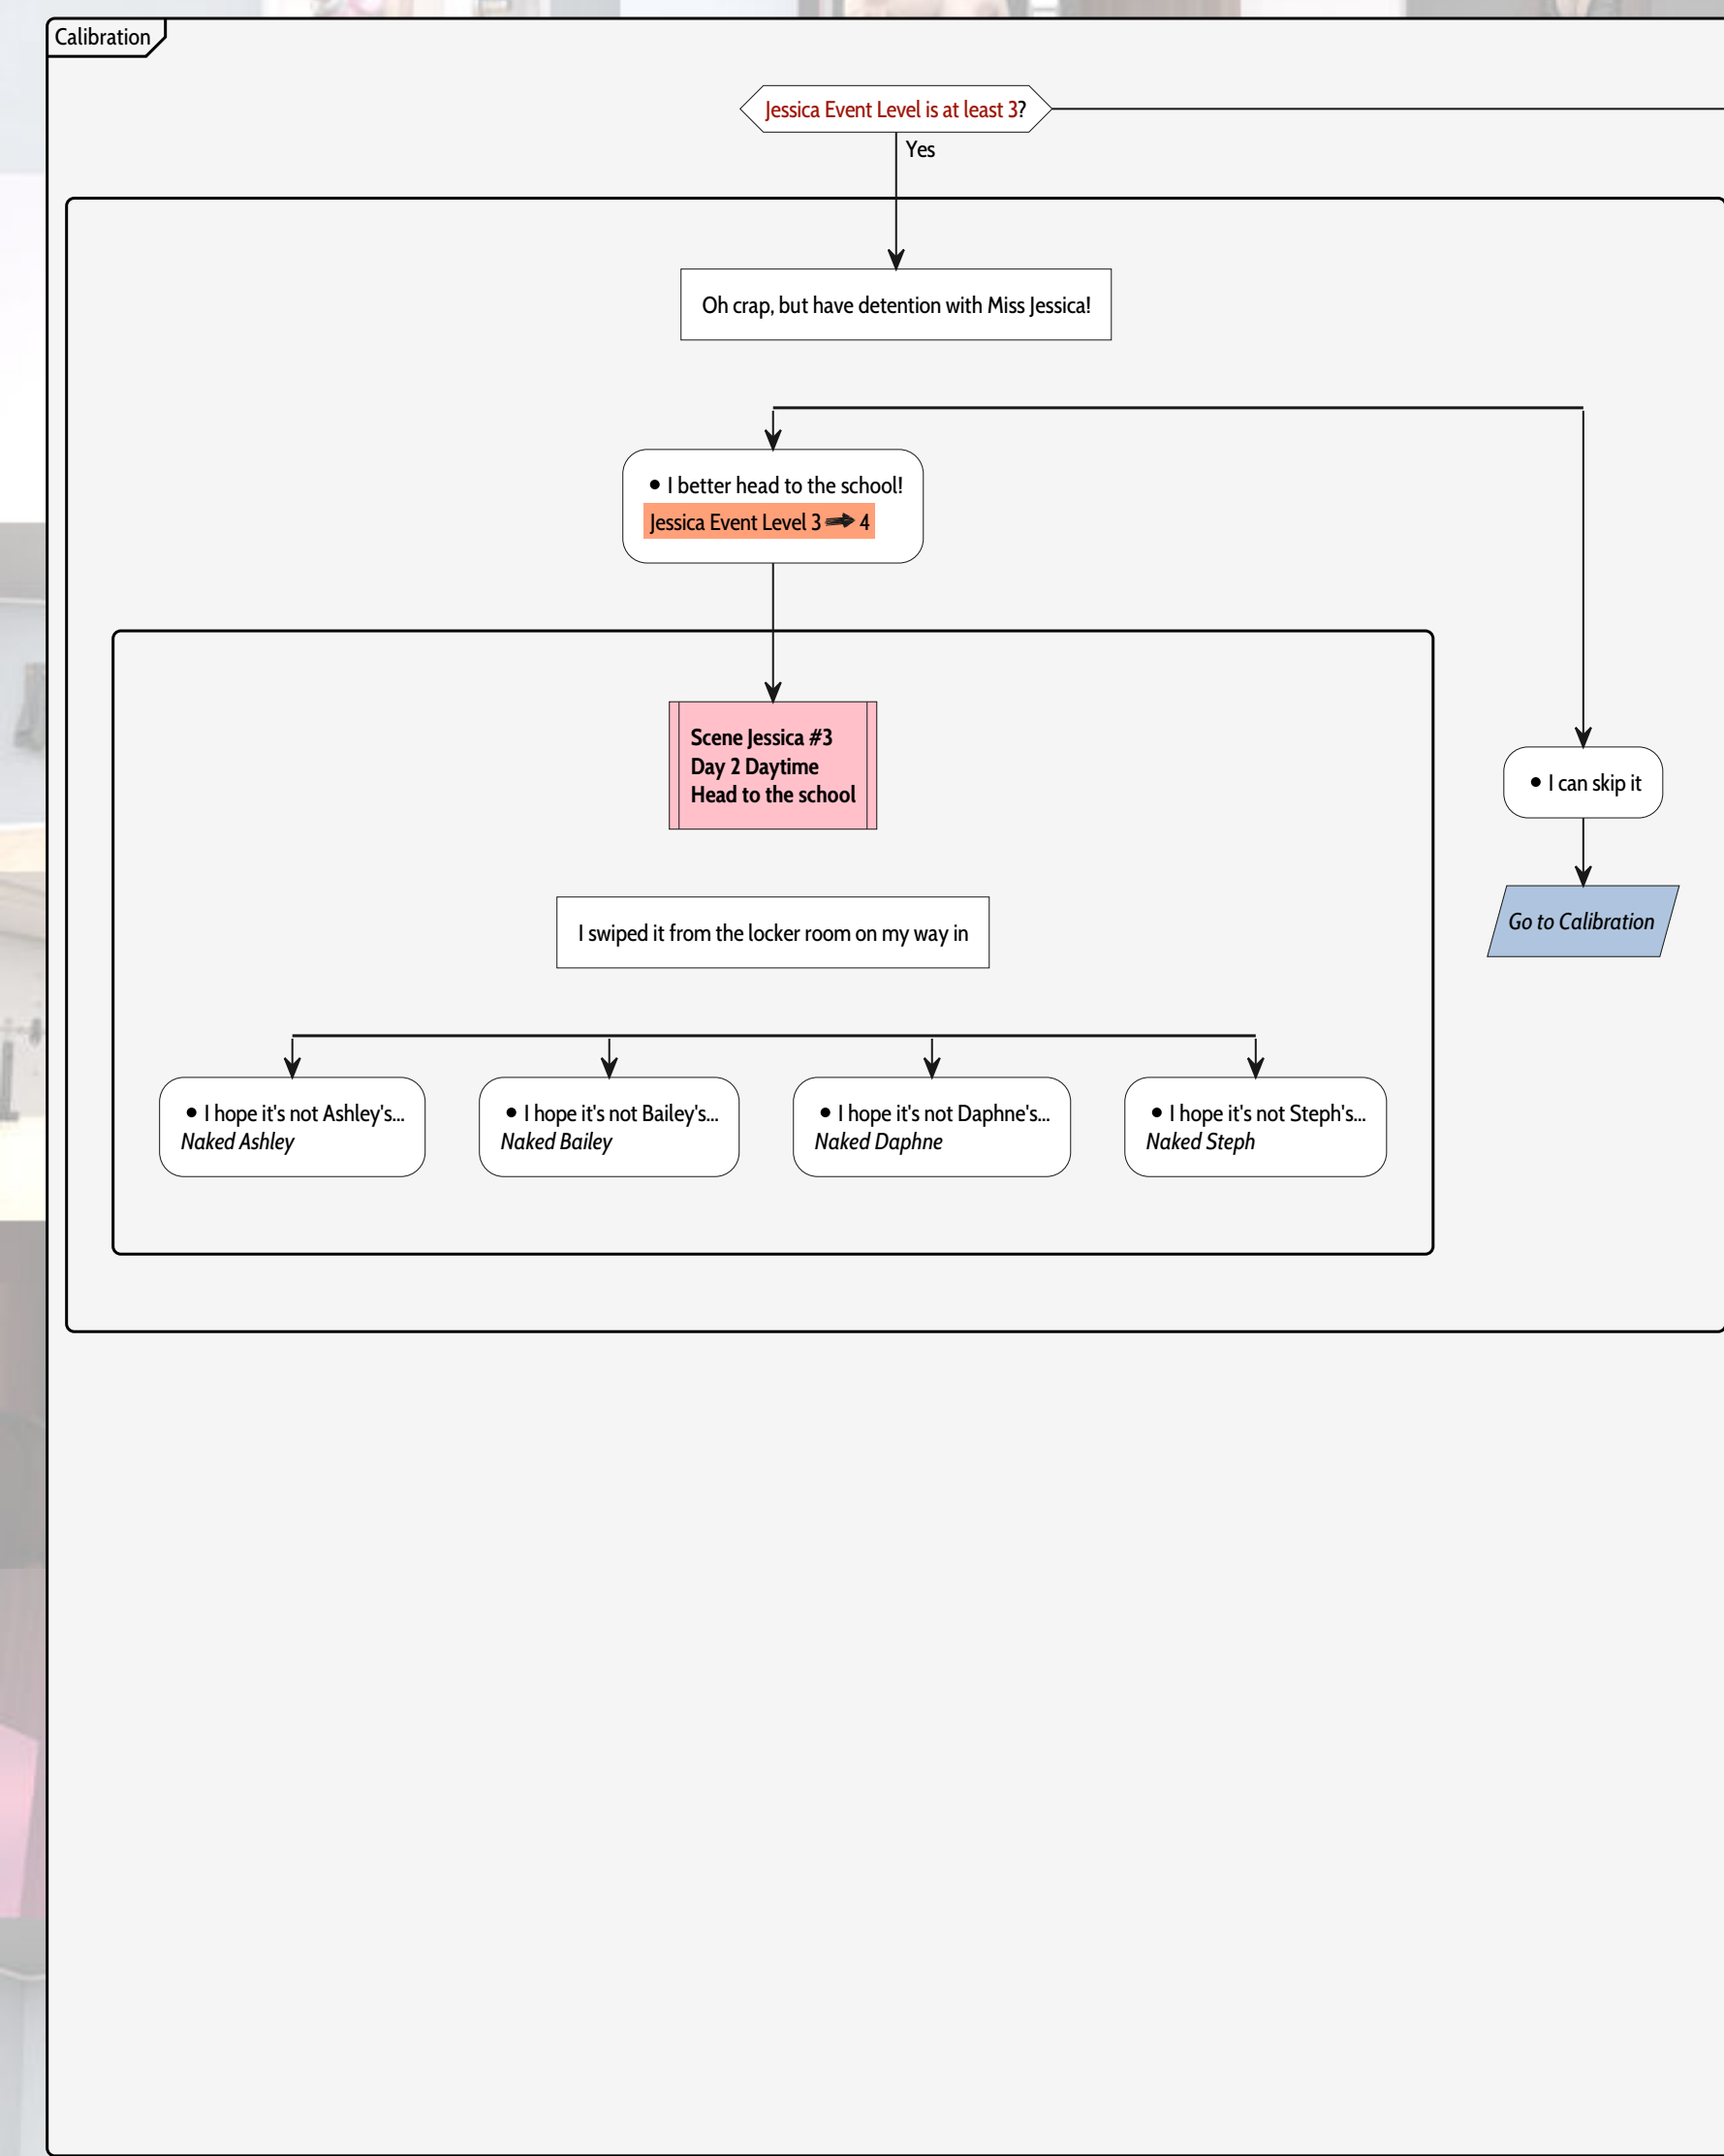 Calibration
Jessica Event Level is at least 3?
Yes
Oh crap, but have detention with Miss Jessica!
• I better head to the school!
Jessica Event Level 3 ➡ 4
Scene Jessica #3
Day 2 Daytime
Head to the school
• I can skip it
Go to Calibration
I swiped it from the locker room on my way in
• I hope it's not Ashley's...
Naked Ashley
• I hope it's not Bailey's...
Naked Bailey
• I hope it's not Daphne's...
Naked Daphne
• I hope it's not Steph's...
Naked Steph